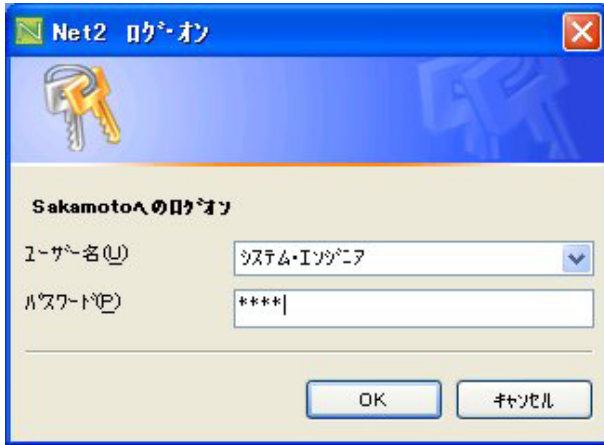 Net2 ﾛｸﾞ･ｵﾝ
Sakamotoへのﾛｸﾞｵﾝ
ﾕｰｻﾞｰ名(U)
ｼｽﾃﾑ･ｴﾝｼﾞﾆｱ
ﾊﾟｽﾜｰﾄﾞ(P)
****
OK
ｷｬﾝｾﾙ